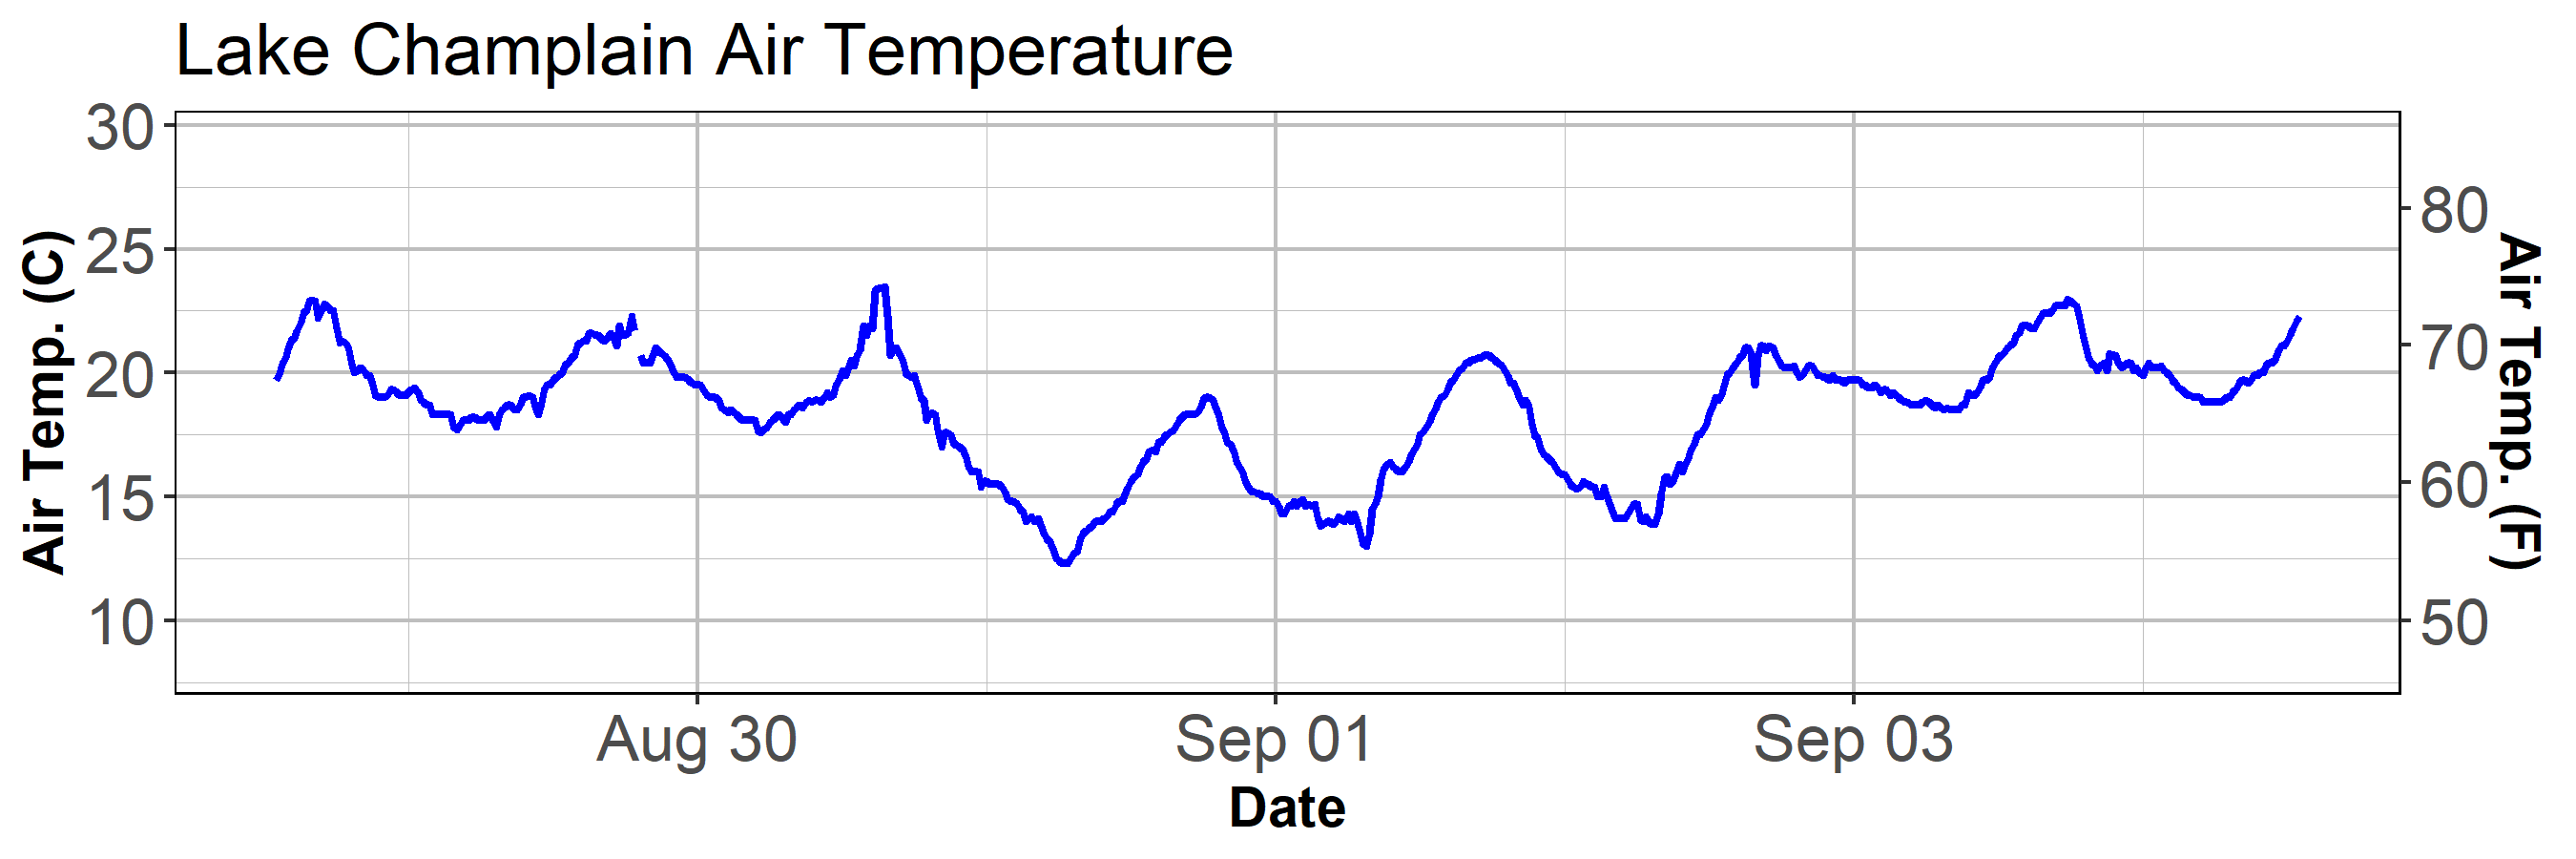 Lake Champlain Air Temperature
30
25
20
15
10
Air Temp. (C)
80
70
60
50
Air Temp. (F)
Aug 30
Sep 01
Sep 03
Date